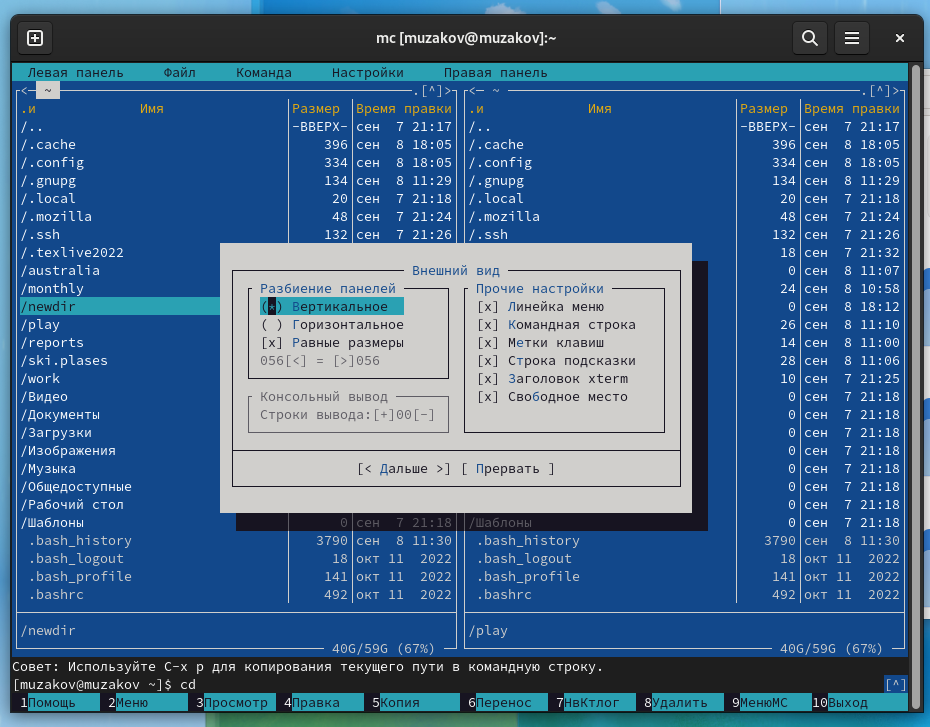 mc [muzakov@muzakov]:~
Левая панель Файл Команда Настройки Правая панель
<─ ~ .[^]> <─ ~ .[^]>
.и Имя Размер Время правки .и Имя Размер Время правки
/.. -ВВЕРХ- сен 7 21:17 /.. -ВВЕРХ- сен 7 21:17
/.cache 396 сен 8 18:05 /.cache 396 сен 8 18:05
/.config 334 сен 8 18:05 /.config 334 сен 8 18:05
/.gnupg 134 сен 8 11:29 /.gnupg 134 сен 8 11:29
/.local 20 сен 7 21:18 /.local 20 сен 7 21:18
/.mozilla 48 сен 7 21:24 /.mozilla 48 сен 7 21:24
/.ssh 132 сен 7 21:26 /.ssh 132 сен 7 21:26
/.texlive2022 18 сен 7 21:32
/australia Внешний вид 0 сен 8 11:07
/monthly Разбиение панелей Прочие настройки 24 сен 8 10:58
/newdir (*) Вертикальное [x] Линейка меню 0 сен 8 18:12
/play ( ) Горизонтальное [x] Командная строка 26 сен 8 11:10
/reports [x] Равные размеры [x] Метки клавиш 14 сен 8 11:00
/ski.plases 056[<] = [>]056 [x] Строка подсказки 28 сен 8 11:06
/work [x] Заголовок xterm 10 сен 7 21:25
/Видео Консольный вывод [x] Свободное место 0 сен 7 21:18
/Документы Строки вывода:[+]00[-] 0 сен 7 21:18
/Загрузки 0 сен 7 21:18
/Изображения 0 сен 7 21:18
/Музыка [< Дальше >] [ Прервать ] 0 сен 7 21:18
/Общедоступные 0 сен 7 21:18
/Рабочий стол 0 сен 7 21:18
/Шаблоны 0 сен 7 21:18 /Шаблоны 0 сен 7 21:18
.bash_history 3790 сен 8 11:30 .bash_history 3790 сен 8 11:30
.bash_logout 18 окт 11 2022 .bash_logout 18 окт 11 2022
.bash_profile 141 окт 11 2022 .bash_profile 141 окт 11 2022
.bashrc 492 окт 11 2022 .bashrc 492 окт 11 2022
/newdir /play
40G/59G (67%) 40G/59G (67%)
Совет: Используйте C-x p для копирования текущего пути в командную строку.
[muzakov@muzakov ~]$ cd [^]
1Помощь 2Меню 3Просмотр 4Правка 5Копия 6Перенос 7НвКтлог 8Удалить 9МенюМС 10Выход